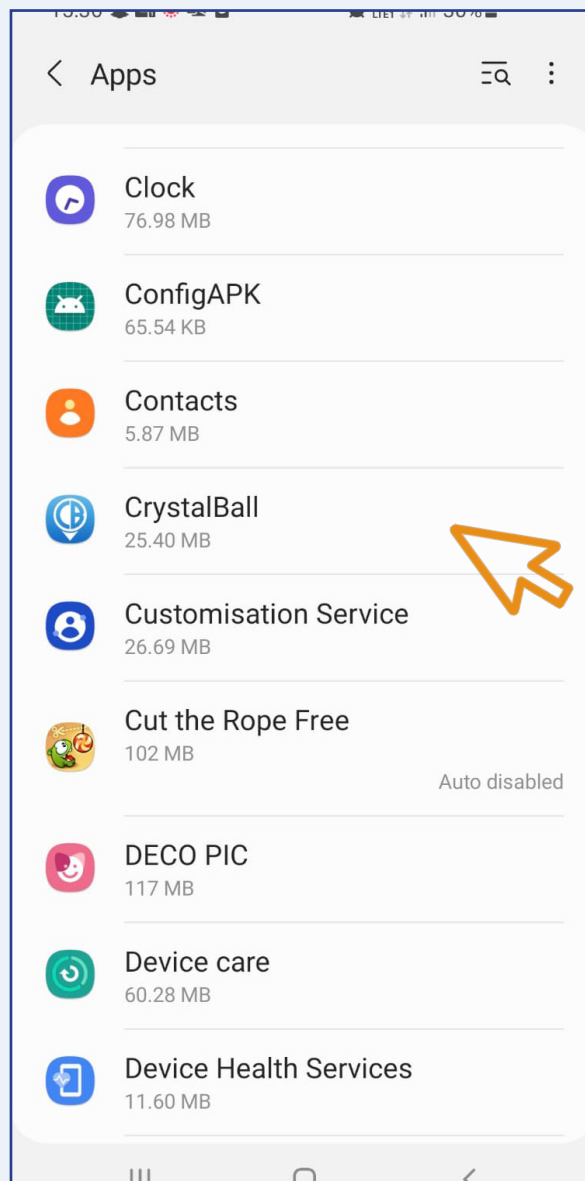 Apps
Clock
76.98 MB
ConfigAPK
65.54 KB
Contacts
5.87 MB
CrystalBall
25.40 MB
Customisation Service
26.69 MB
Cut the Rope Free
102 MB
Auto disabled
DECO PIC
117 MB
Device care
60.28 MB
Device Health Services
11.60 MB